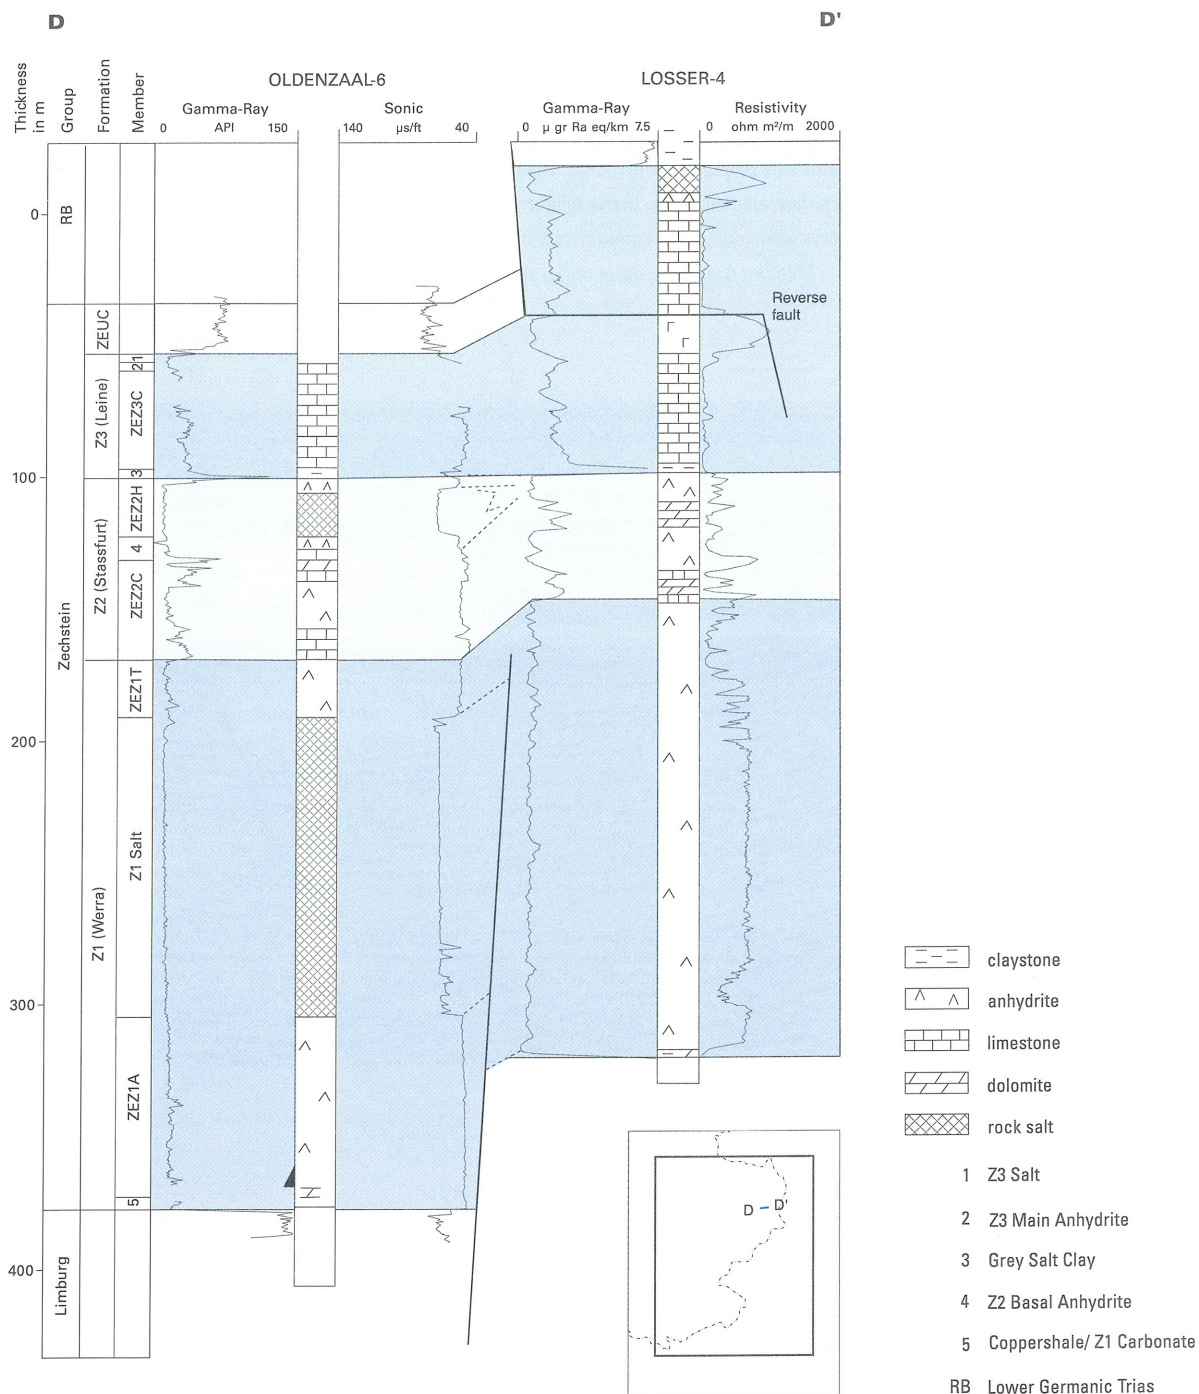 D
D'
OLDENZAAL-6
LOSSER-4
Thickness in m
Group
Formation
Member
Gamma-Ray
0 API 150
Sonic
140 µs/ft 40
Gamma-Ray
0 µ gr Ra eq/km 7.5
Resistivity
0 ohm m²/m 2000
0
100
200
300
400
RB
Zechstein
Limburg
ZEUC
Z3 (Leine)
Z2 (Stassfurt)
Z1 (Werra)
21
ZEZ3C
3
ZEZ2H
4
ZEZ2C
ZEZ1T
Z1 Salt
ZEZ1A
5
Reverse
fault
D D'
claystone
anhydrite
limestone
dolomite
rock salt
1 Z3 Salt
2 Z3 Main Anhydrite
3 Grey Salt Clay
4 Z2 Basal Anhydrite
5 Coppershale/ Z1 Carbonate
RB Lower Germanic Trias